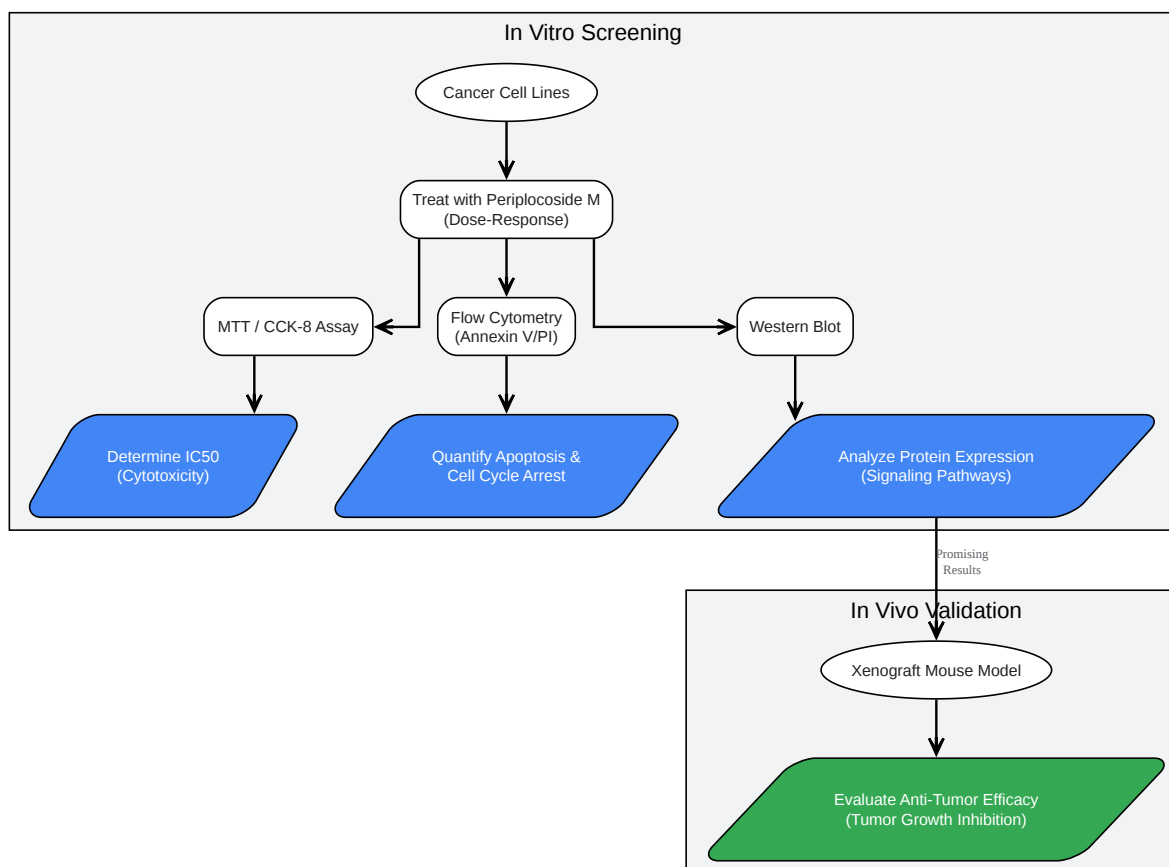 In Vitro Screening
Cancer Cell Lines
Treat with Periplocoside M
(Dose-Response)
MTT / CCK-8 Assay
Flow Cytometry
(Annexin V/PI)
Western Blot
Determine IC50
(Cytotoxicity)
Quantify Apoptosis &
Cell Cycle Arrest
Analyze Protein Expression
(Signaling Pathways)
Promising
Results
In Vivo Validation
Xenograft Mouse Model
Evaluate Anti-Tumor Efficacy
(Tumor Growth Inhibition)